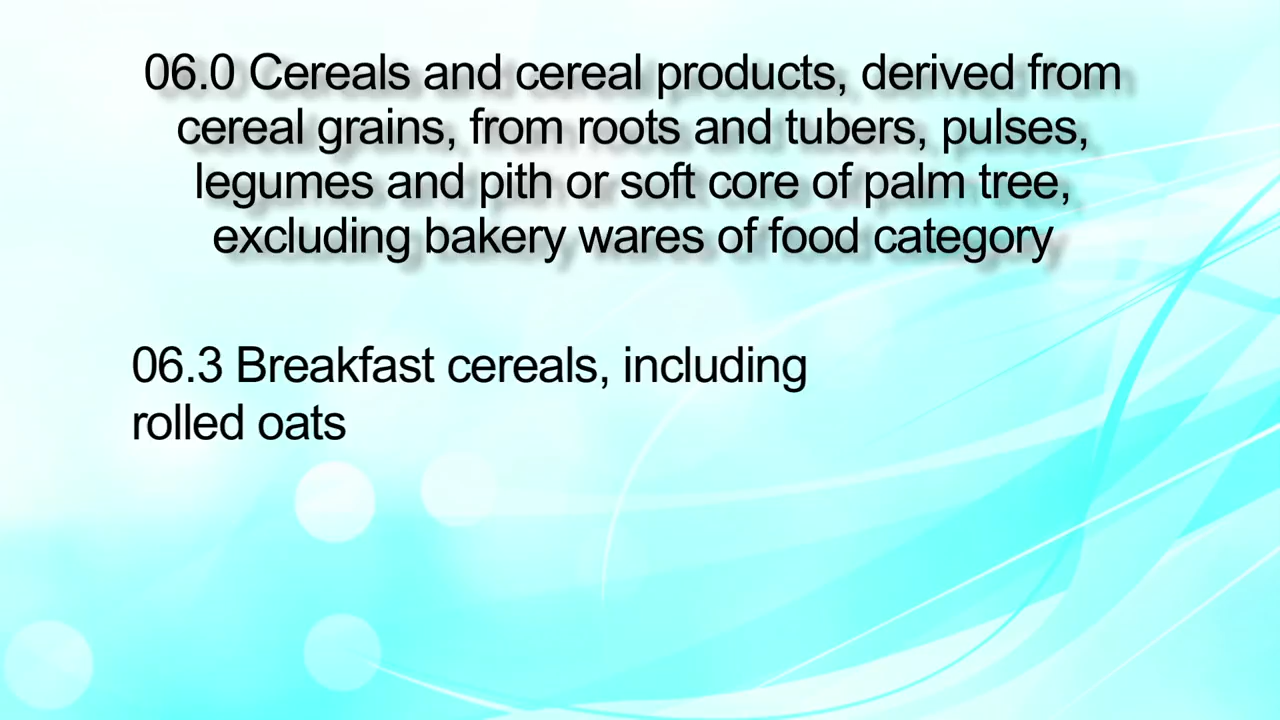 06.0 Cereals and cereal products, derived from
cereal grains, from roots and tubers, pulses,
legumes and pith or soft core of palm tree,
excluding bakery wares of food category
06.3 Breakfast cereals, including
rolled oats